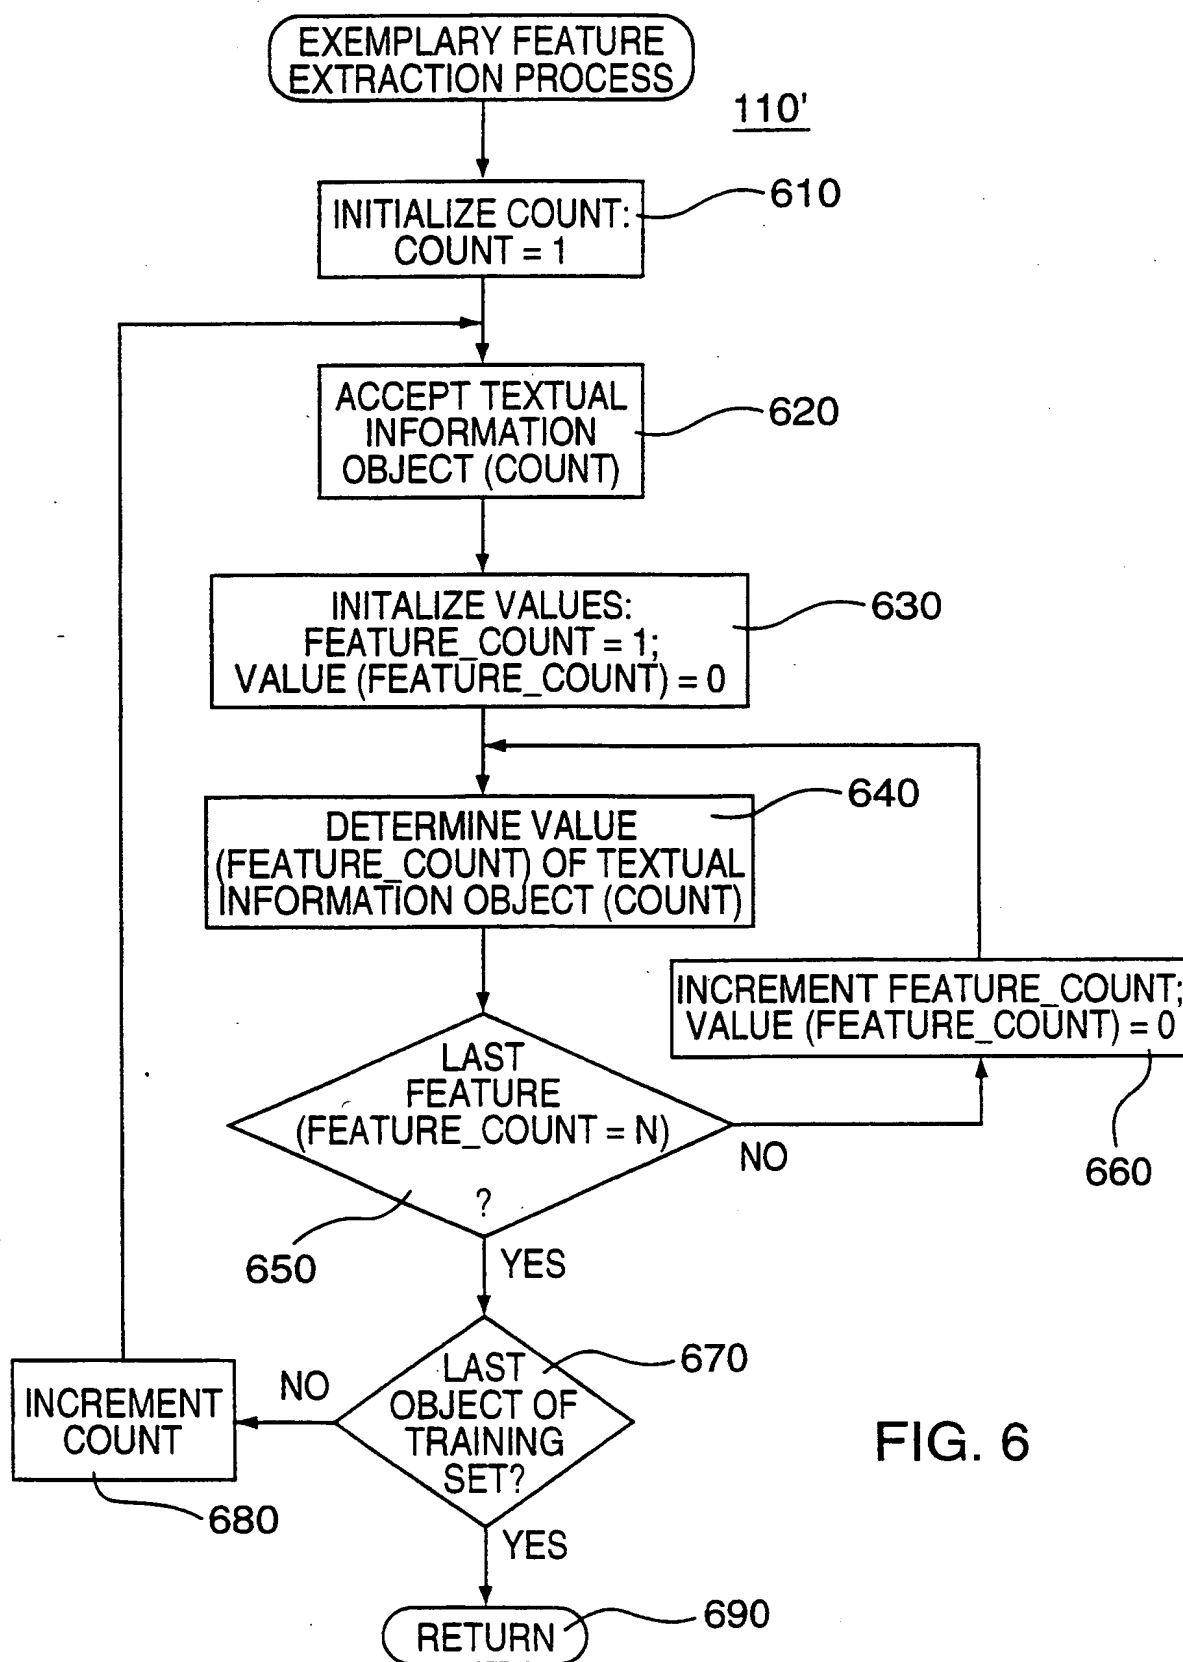 EXEMPLARY FEATURE
EXTRACTION PROCESS
110'
INITIALIZE COUNT:
COUNT = 1
610
ACCEPT TEXTUAL
INFORMATION
OBJECT (COUNT)
620
INITALIZE VALUES:
FEATURE_COUNT = 1;
VALUE (FEATURE_COUNT) = 0
630
DETERMINE VALUE
(FEATURE_COUNT) OF TEXTUAL
INFORMATION OBJECT (COUNT)
640
INCREMENT FEATURE_COUNT;
VALUE (FEATURE_COUNT) = 0
660
LAST
FEATURE
(FEATURE_COUNT = N)
?
NO
650
YES
LAST
OBJECT OF
TRAINING
SET?
670
NO
INCREMENT
COUNT
680
YES
RETURN
690
FIG. 6